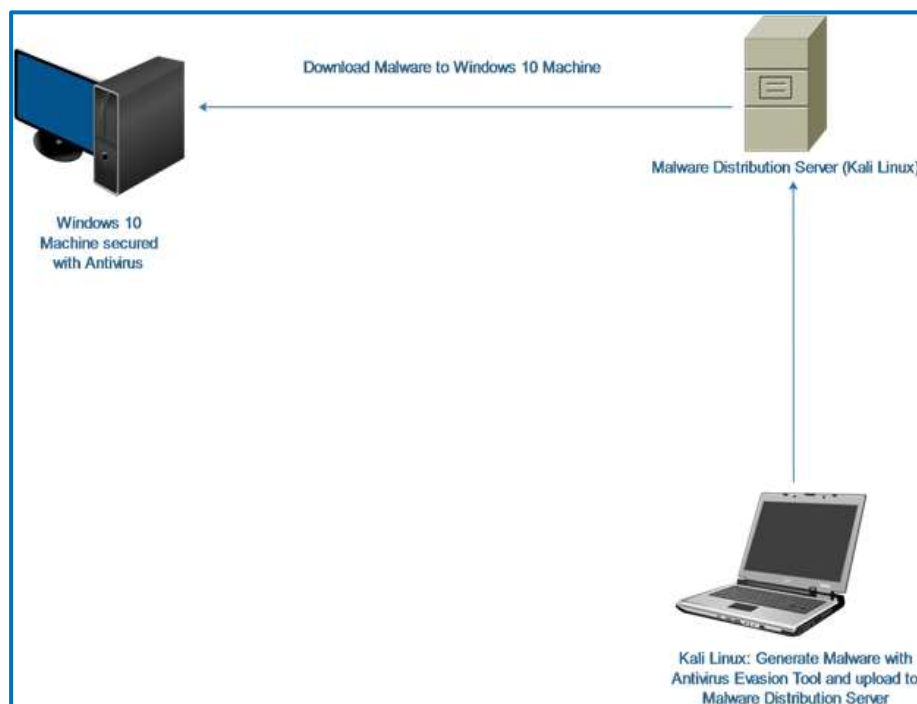 Download Malware to Windows 10 Machine
Malware Distribution Server (Kali Linux)
Windows 10
Machine secured
with Antivirus
Kali Linux: Generate Malware with
Antivirus Evasion Tool and upload to
Malware Distribution Server